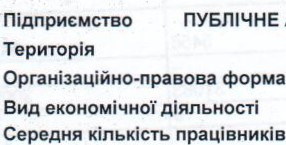 Підприємство ПУБЛІЧНЕ
Територія
Організаційно-правова форма
Вид економічної діяльності
Середня кількість працівників